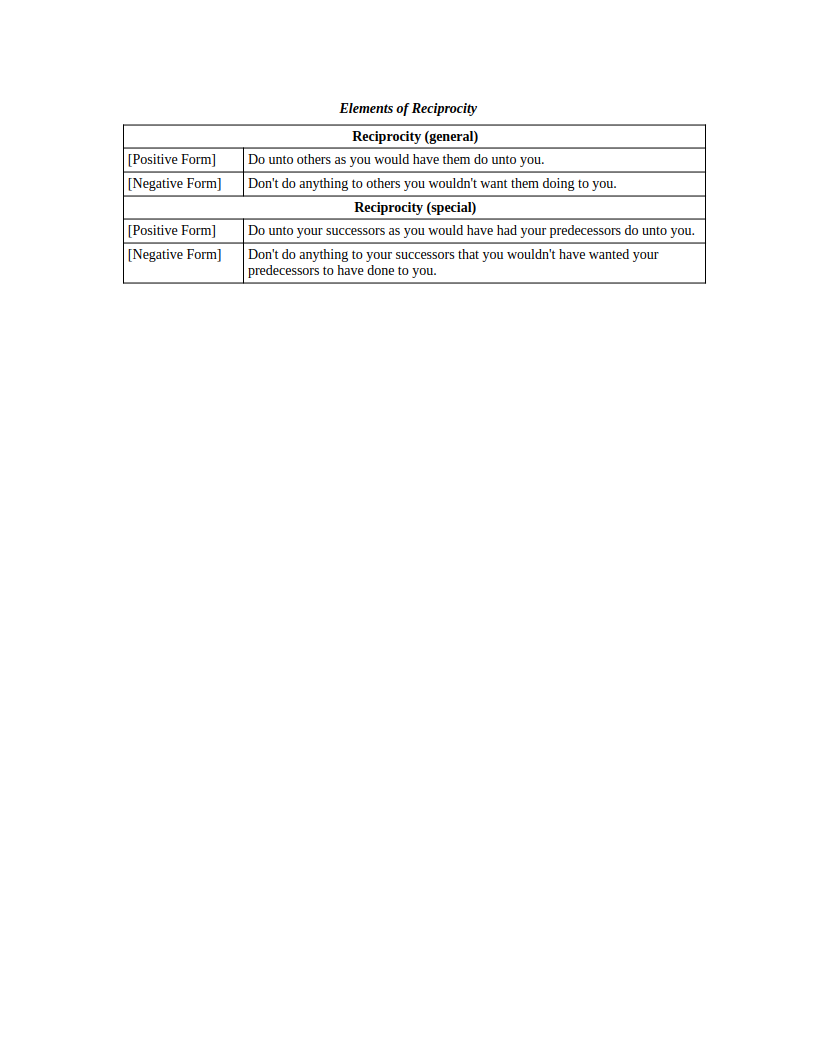 Elements of Reciprocity
Reciprocity (general)
[Positive Form] Do unto others as you would have them do unto you.
[Negative Form] Don't do anything to others you wouldn't want them doing to you.
Reciprocity (special)
[Positive Form] Do unto your successors as you would have had your predecessors do unto you.
[Negative Form] Don't do anything to your successors that you wouldn't have wanted your
predecessors to have done to you.